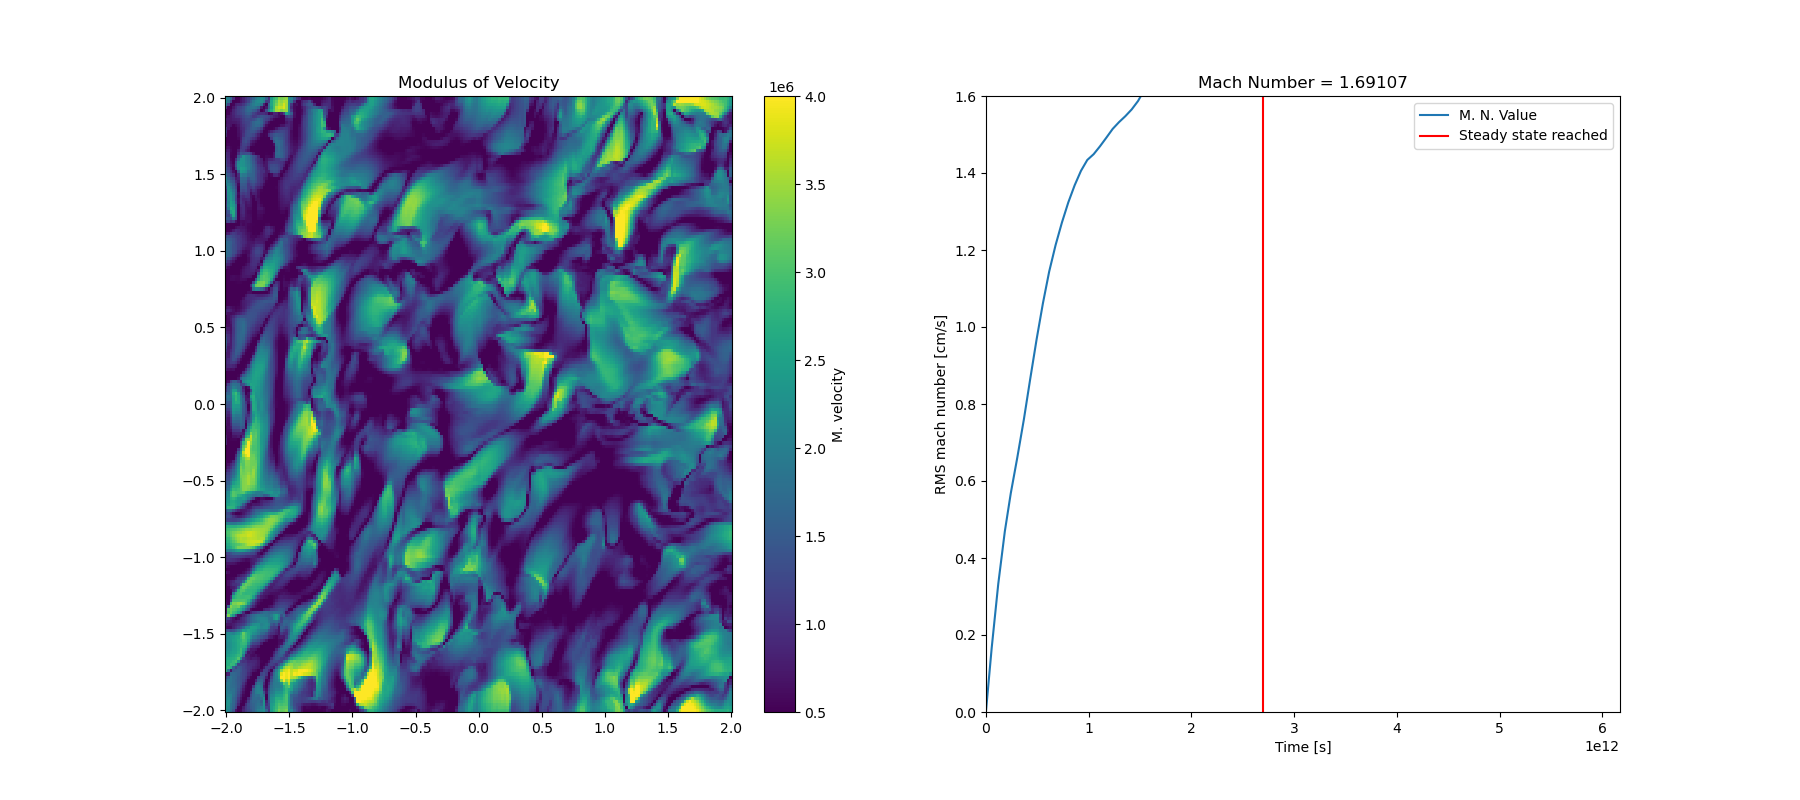 Modulus of Velocity
1e6
2.0
1.5
1.0
0.5
0.0
−0.5
−1.0
−1.5
−2.0
−2.0 −1.5 −1.0 −0.5 0.0 0.5 1.0 1.5 2.0
4.0
3.5
3.0
2.5
2.0
1.5
1.0
0.5
M. velocity
Mach Number = 1.69107
M. N. Value
Steady state reached
1.6
1.4
1.2
1.0
0.8
0.6
0.4
0.2
0.0
RMS mach number [cm/s]
0 1 2 3 4 5 6
Time [s]
1e12